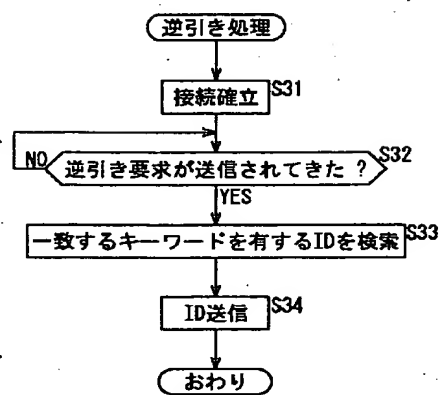 逆引き処理
接続確立 S31
逆引き要求が送信されてきた ? S32
NO
YES
一致するキーワードを有するIDを検索 S33
ID送信 S34
おわり